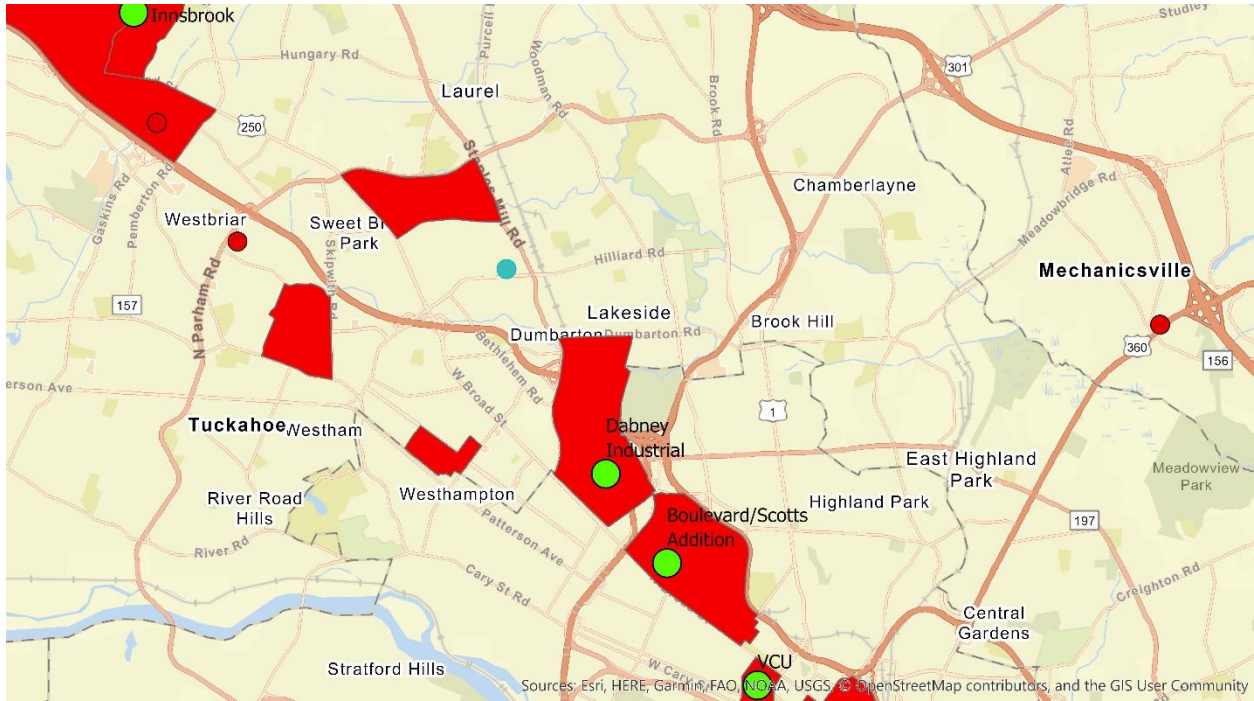 Innsbrook
Hungary Rd
Purcell Rd
Woodman Rd
Studley
301
Laurel
Brook Rd
250
Staples Mill Rd
Atlee Rd
Meadowbridge Rd
Chamberlayne
Gaskins Rd
Pemberton Rd
Westbriar
Sweet Br
Park
Skipwith Rd
Hilliard Rd
Mechanicsville
157
N Parham Rd
Lakeside
Dumbarton
Dumbarton Rd
Brook Hill
360
156
Bethlehem Rd
W Broad St
erson Ave
1
Tuckahoe
Westham
Dabney
Industrial
East Highland
Park
Meadowview
Park
River Road
Hills
Westhampton
Highland Park
Boulevard/Scotts
Addition
197
Patterson Ave
River Rd
Cary St Rd
Creighton Rd
Central
Gardens
Stratford Hills
VCU
W Cary S
Sources: Esri, HERE, Garmin, FAO, NOAA, USGS, © OpenStreetMap contributors, and the GIS User Community